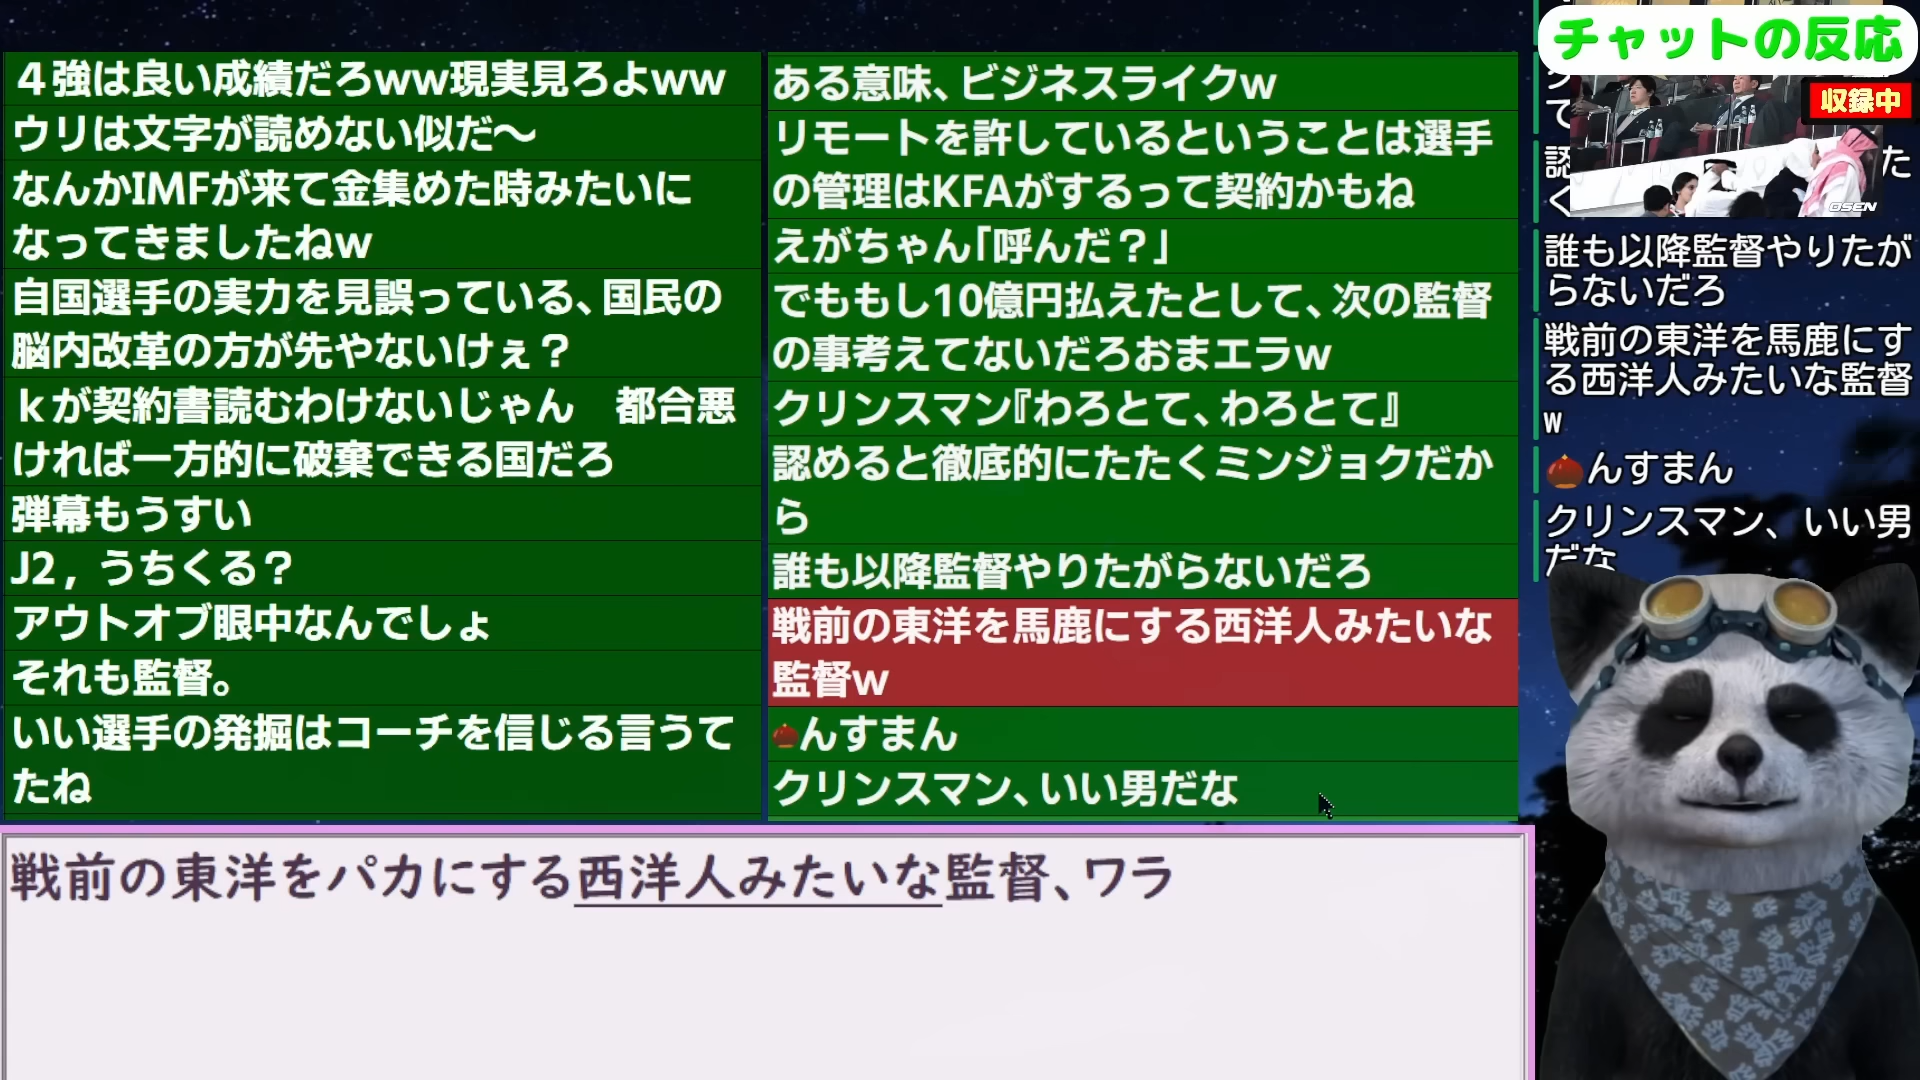 ４強は良い成績だろww現実見ろよww
ウリは文字が読めない似だ～
なんかIMFが来て金集めた時みたいに
なってきましたねw
自国選手の実力を見誤っている、国民の
脳内改革の方が先やないけぇ？
ｋが契約書読むわけないじゃん　都合悪
ければ一方的に破棄できる国だろ
弾幕もうすい
J2，うちくる？
アウトオブ眼中なんでしょ
それも監督。
いい選手の発掘はコーチを信じる言うて
たね
ある意味、ビジネスライクw
リモートを許しているということは選手
の管理はKFAがするって契約かもね
えがちゃん「呼んだ？」
でももし10億円払えたとして、次の監督
の事考えてないだろおまエラw
クリンスマン『わろとて、わろとて』
認めると徹底的にたたくミンジョクだか
ら
誰も以降監督やりたがらないだろ
戦前の東洋を馬鹿にする西洋人みたいな
監督w
んすまん
クリンスマン、いい男だな
戦前の東洋をパカにする西洋人みたいな監督、ワラ
チャットの反応
収録中
て
認
た
く
OSEN
誰も以降監督やりたが
らないだろ
戦前の東洋を馬鹿にす
る西洋人みたいな監督
w
んすまん
クリンスマン、いい男
だな